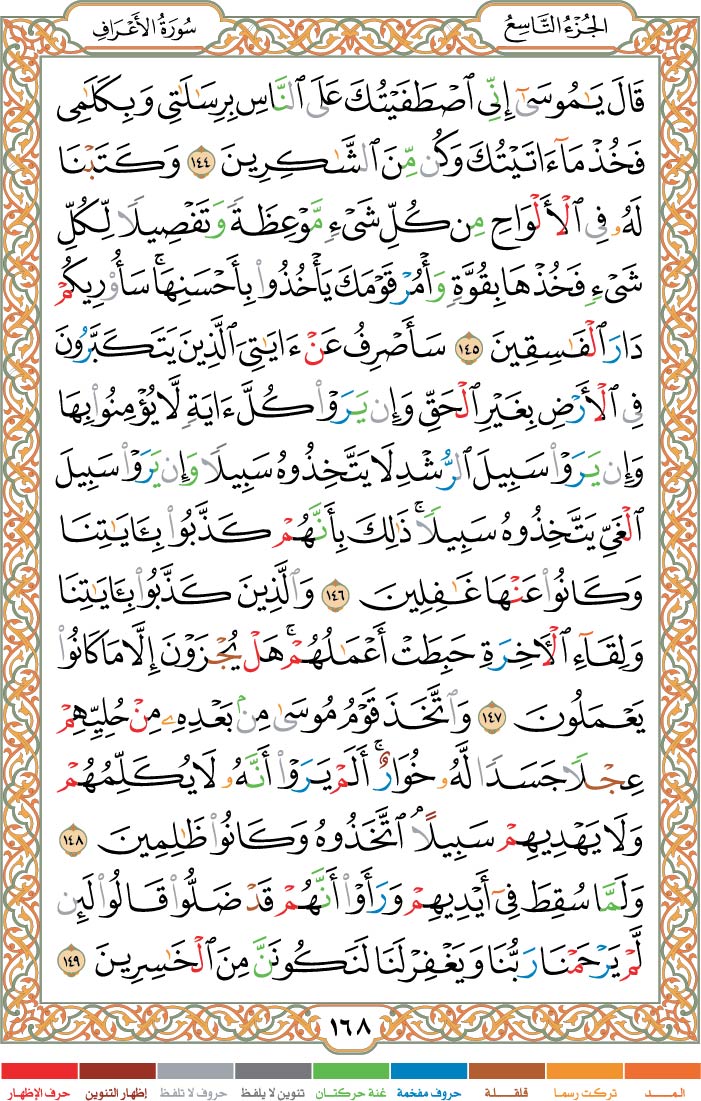 الجُزْءُ التَّاسِعُ
سُورَةُ الأَعْرَافِ
قَالَ يَـٰمُوسَىٰٓ إِنِّى ٱصْطَفَيْتُكَ عَلَى ٱلنَّاسِ بِرِسَـٰلَـٰتِى وَبِكَلَـٰمِى
فَخُذْ مَآ ءَاتَيْتُكَ وَكُن مِّنَ ٱلشَّـٰكِرِينَ ١٤٤ وَكَتَبْنَا
لَهُۥ فِى ٱلْأَلْوَاحِ مِن كُلِّ شَىْءٍ مَّوْعِظَةً وَتَفْصِيلًا لِّكُلِّ
شَىْءٍ فَخُذْهَا بِقُوَّةٍ وَأْمُرْ قَوْمَكَ يَأْخُذُوا۟ بِأَحْسَنِهَا ۚ سَأُو۟رِيكُمْ
دَارَ ٱلْفَـٰسِقِينَ ١٤٥ سَأَصْرِفُ عَنْ ءَايَـٰتِىَ ٱلَّذِينَ يَتَكَبَّرُونَ
فِى ٱلْأَرْضِ بِغَيْرِ ٱلْحَقِّ وَإِن يَرَوْا۟ كُلَّ ءَايَةٍ لَّا يُؤْمِنُوا۟ بِهَا
وَإِن يَرَوْا۟ سَبِيلَ ٱلرُّشْدِ لَا يَتَّخِذُوهُ سَبِيلًا وَإِن يَرَوْا۟ سَبِيلَ
ٱلْغَىِّ يَتَّخِذُوهُ سَبِيلًا ۚ ذَٰلِكَ بِأَنَّهُمْ كَذَّبُوا۟ بِـَٔايَـٰتِنَا
وَكَانُوا۟ عَنْهَا غَـٰفِلِينَ ١٤٦ وَٱلَّذِينَ كَذَّبُوا۟ بِـَٔايَـٰتِنَا
وَلِقَآءِ ٱلْـَٔاخِرَةِ حَبِطَتْ أَعْمَـٰلُهُمْ ۚ هَلْ يُجْزَوْنَ إِلَّا مَا كَانُوا۟
يَعْمَلُونَ ١٤٧ وَٱتَّخَذَ قَوْمُ مُوسَىٰ مِنۢ بَعْدِهِۦ مِنْ حُلِيِّهِمْ
عِجْلًا جَسَدًا لَّهُۥ خُوَارٌ ۚ أَلَمْ يَرَوْا۟ أَنَّهُۥ لَا يُكَلِّمُهُمْ
وَلَا يَهْدِيهِمْ سَبِيلًا ۘ ٱتَّخَذُوهُ وَكَانُوا۟ ظَـٰلِمِينَ ١٤٨
وَلَمَّا سُقِطَ فِىٓ أَيْدِيهِمْ وَرَأَوْا۟ أَنَّهُمْ قَدْ ضَلُّوا۟ قَالُوا۟ لَئِن
لَّمْ يَرْحَمْنَا رَبُّنَا وَيَغْفِرْ لَنَا لَنَكُونَنَّ مِنَ ٱلْخَـٰسِرِينَ ١٤٩
١٦٨
المـــد تركت رسما قلقـلـة حروف مفخمة غنة حركتان تنوين لا يلفظ حروف لا تلفظ إظهار التنوين حرف الإظهار